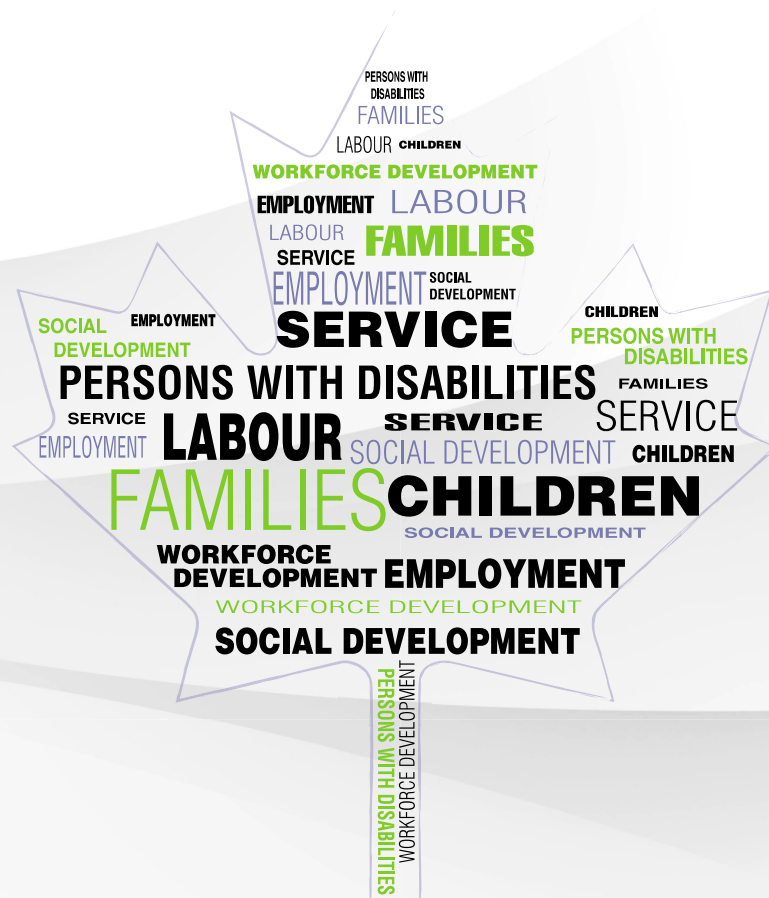 PERSONS WITH
DISABILITIES
FAMILIES
LABOUR CHILDREN
WORKFORCE DEVELOPMENT
EMPLOYMENT LABOUR
LABOUR FAMILIES
SERVICE
EMPLOYMENT SOCIAL
DEVELOPMENT
SERVICE
SOCIAL
DEVELOPMENT
EMPLOYMENT
CHILDREN
PERSONS WITH
DISABILITIES
PERSONS WITH DISABILITIES
FAMILIES
SERVICE
EMPLOYMENT
LABOUR
SERVICE
SERVICE
SOCIAL DEVELOPMENT
CHILDREN
FAMILIES
CHILDREN
SOCIAL DEVELOPMENT
WORKFORCE
DEVELOPMENT
EMPLOYMENT
WORKFORCE DEVELOPMENT
SOCIAL DEVELOPMENT
PERSONS WITH DISABILITIES
WORKFORCE DEVELOPMENT